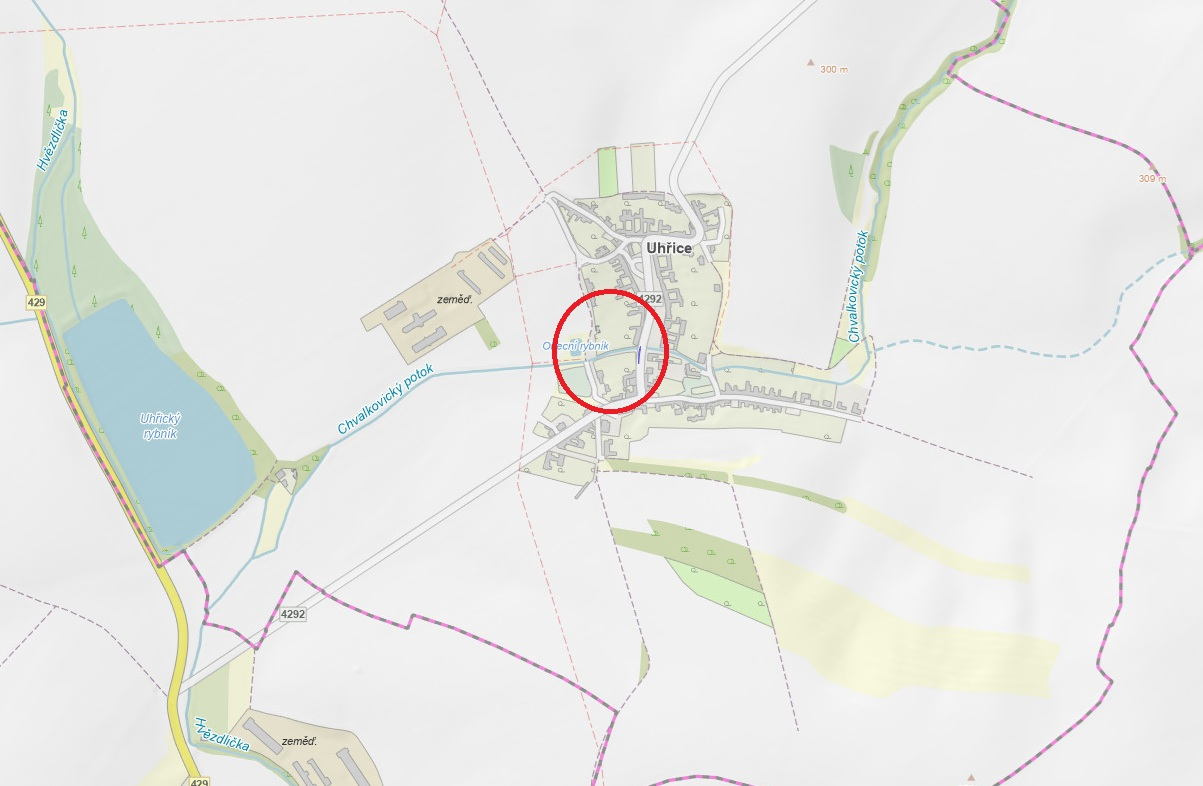 300 m
Hvězdlička
309 m
Uhřice
Chvalkovický potok
429
zeměď.
4292
Obecní rybník
Chvalkovický potok
Uhřický
rybník
4292
Hvězdlička
zeměď.
429